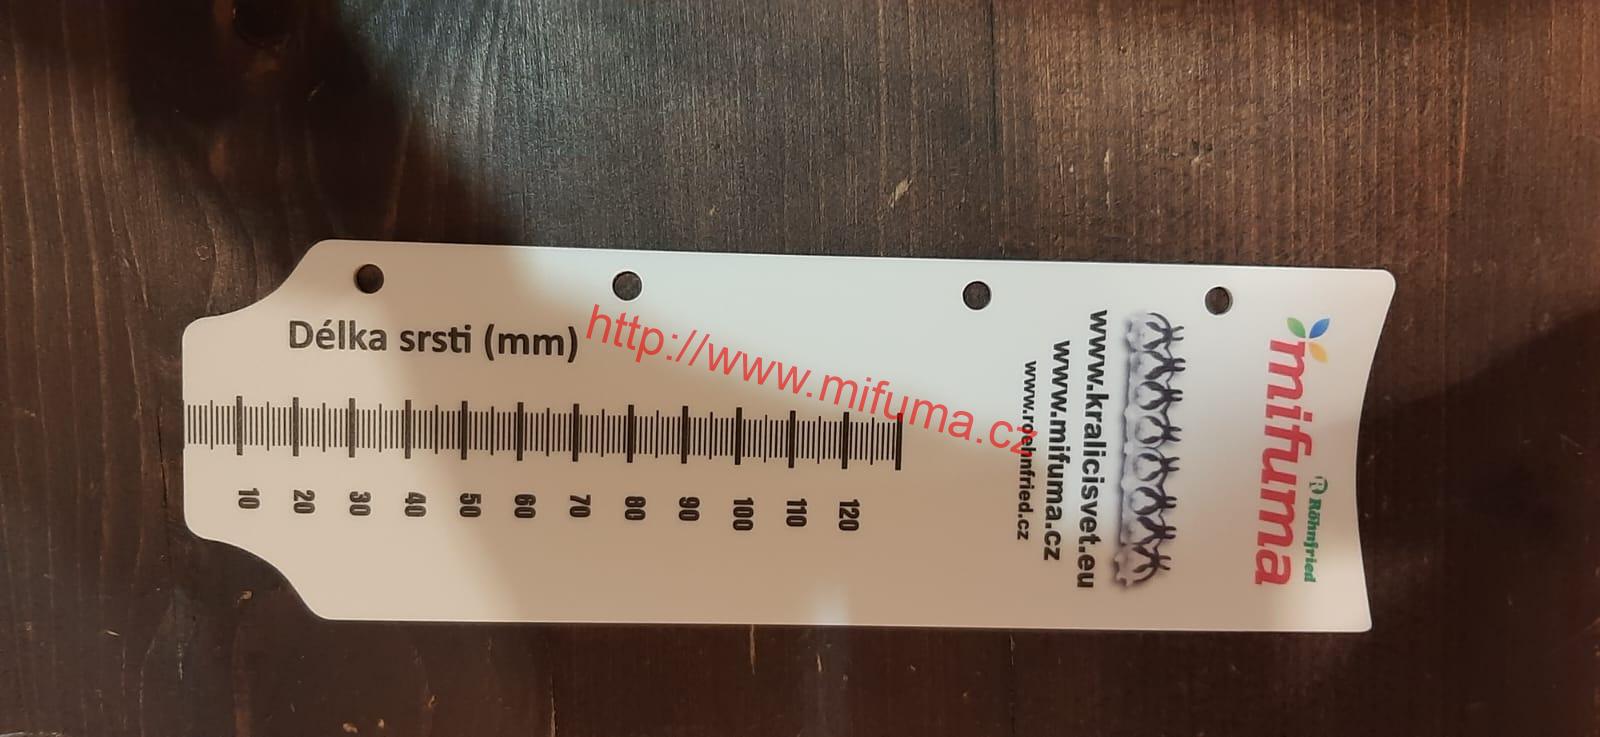 Délka srsti (mm)
10
20
30
40
50
60
70
80
90
100
110
120
http://www.mifuma.cz
www.kralicisvet.eu
www.mifuma.cz
www.roehnfried.cz
mifuma
R Röhnfried